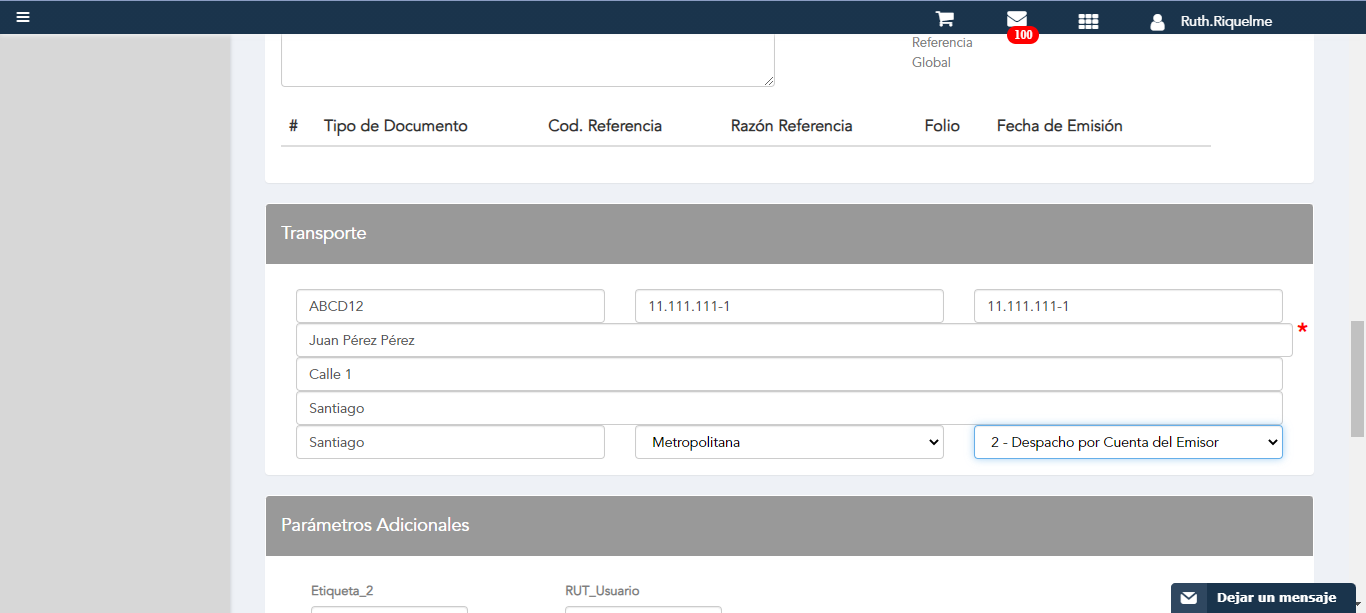 Ruth.Riquelme
100
Referencia
Global
# Tipo de Documento Cod. Referencia Razón Referencia Folio Fecha de Emisión
Transporte
ABCD12 11.111.111-1 11.111.111-1
*
Juan Pérez Pérez
Calle 1
Santiago
Santiago Metropolitana 2 - Despacho por Cuenta del Emisor
Parámetros Adicionales
Etiqueta_2 RUT_Usuario
Dejar un mensaje